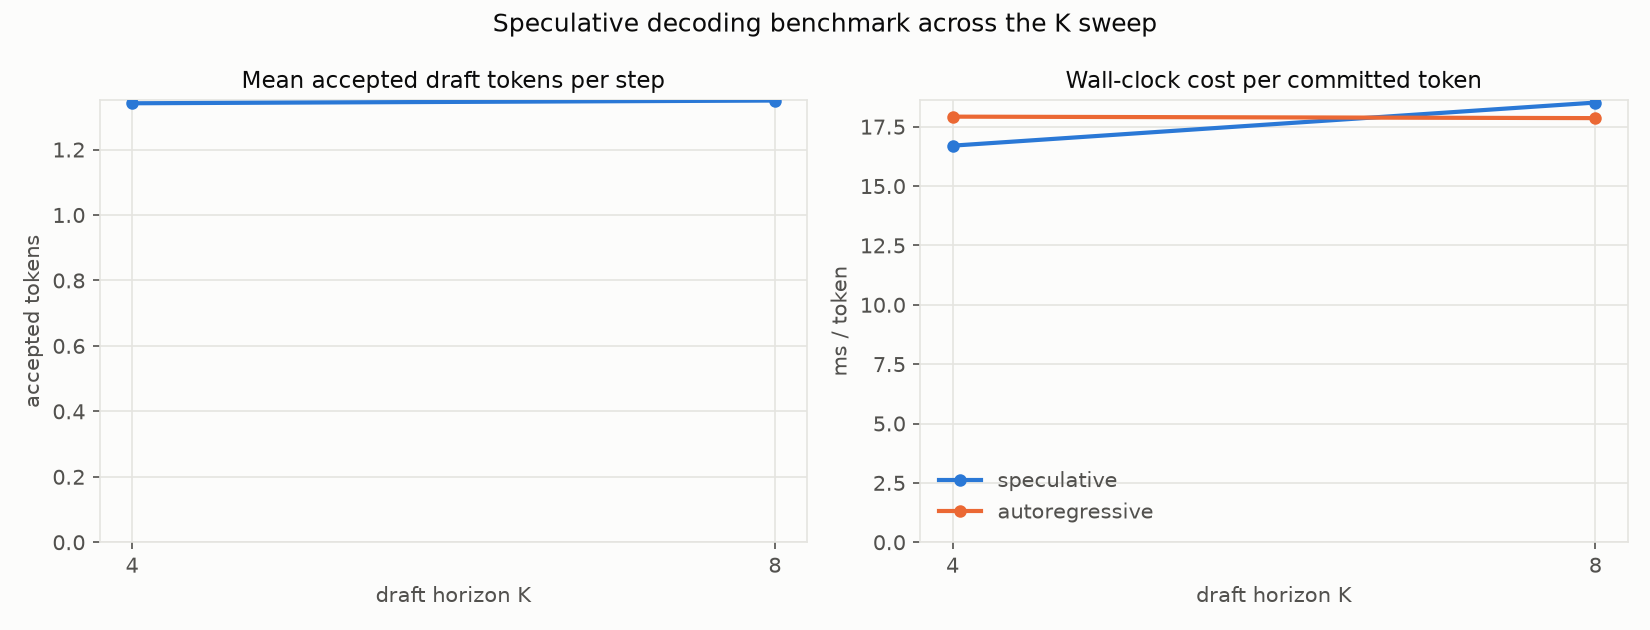 Speculative decoding benchmark across the K sweep
Mean accepted draft tokens per step
accepted tokens
1.2
1.0
0.8
0.6
0.4
0.2
0.0
4
8
draft horizon K
Wall-clock cost per committed token
ms / token
17.5
15.0
12.5
10.0
7.5
5.0
2.5
0.0
speculative
autoregressive
4
8
draft horizon K